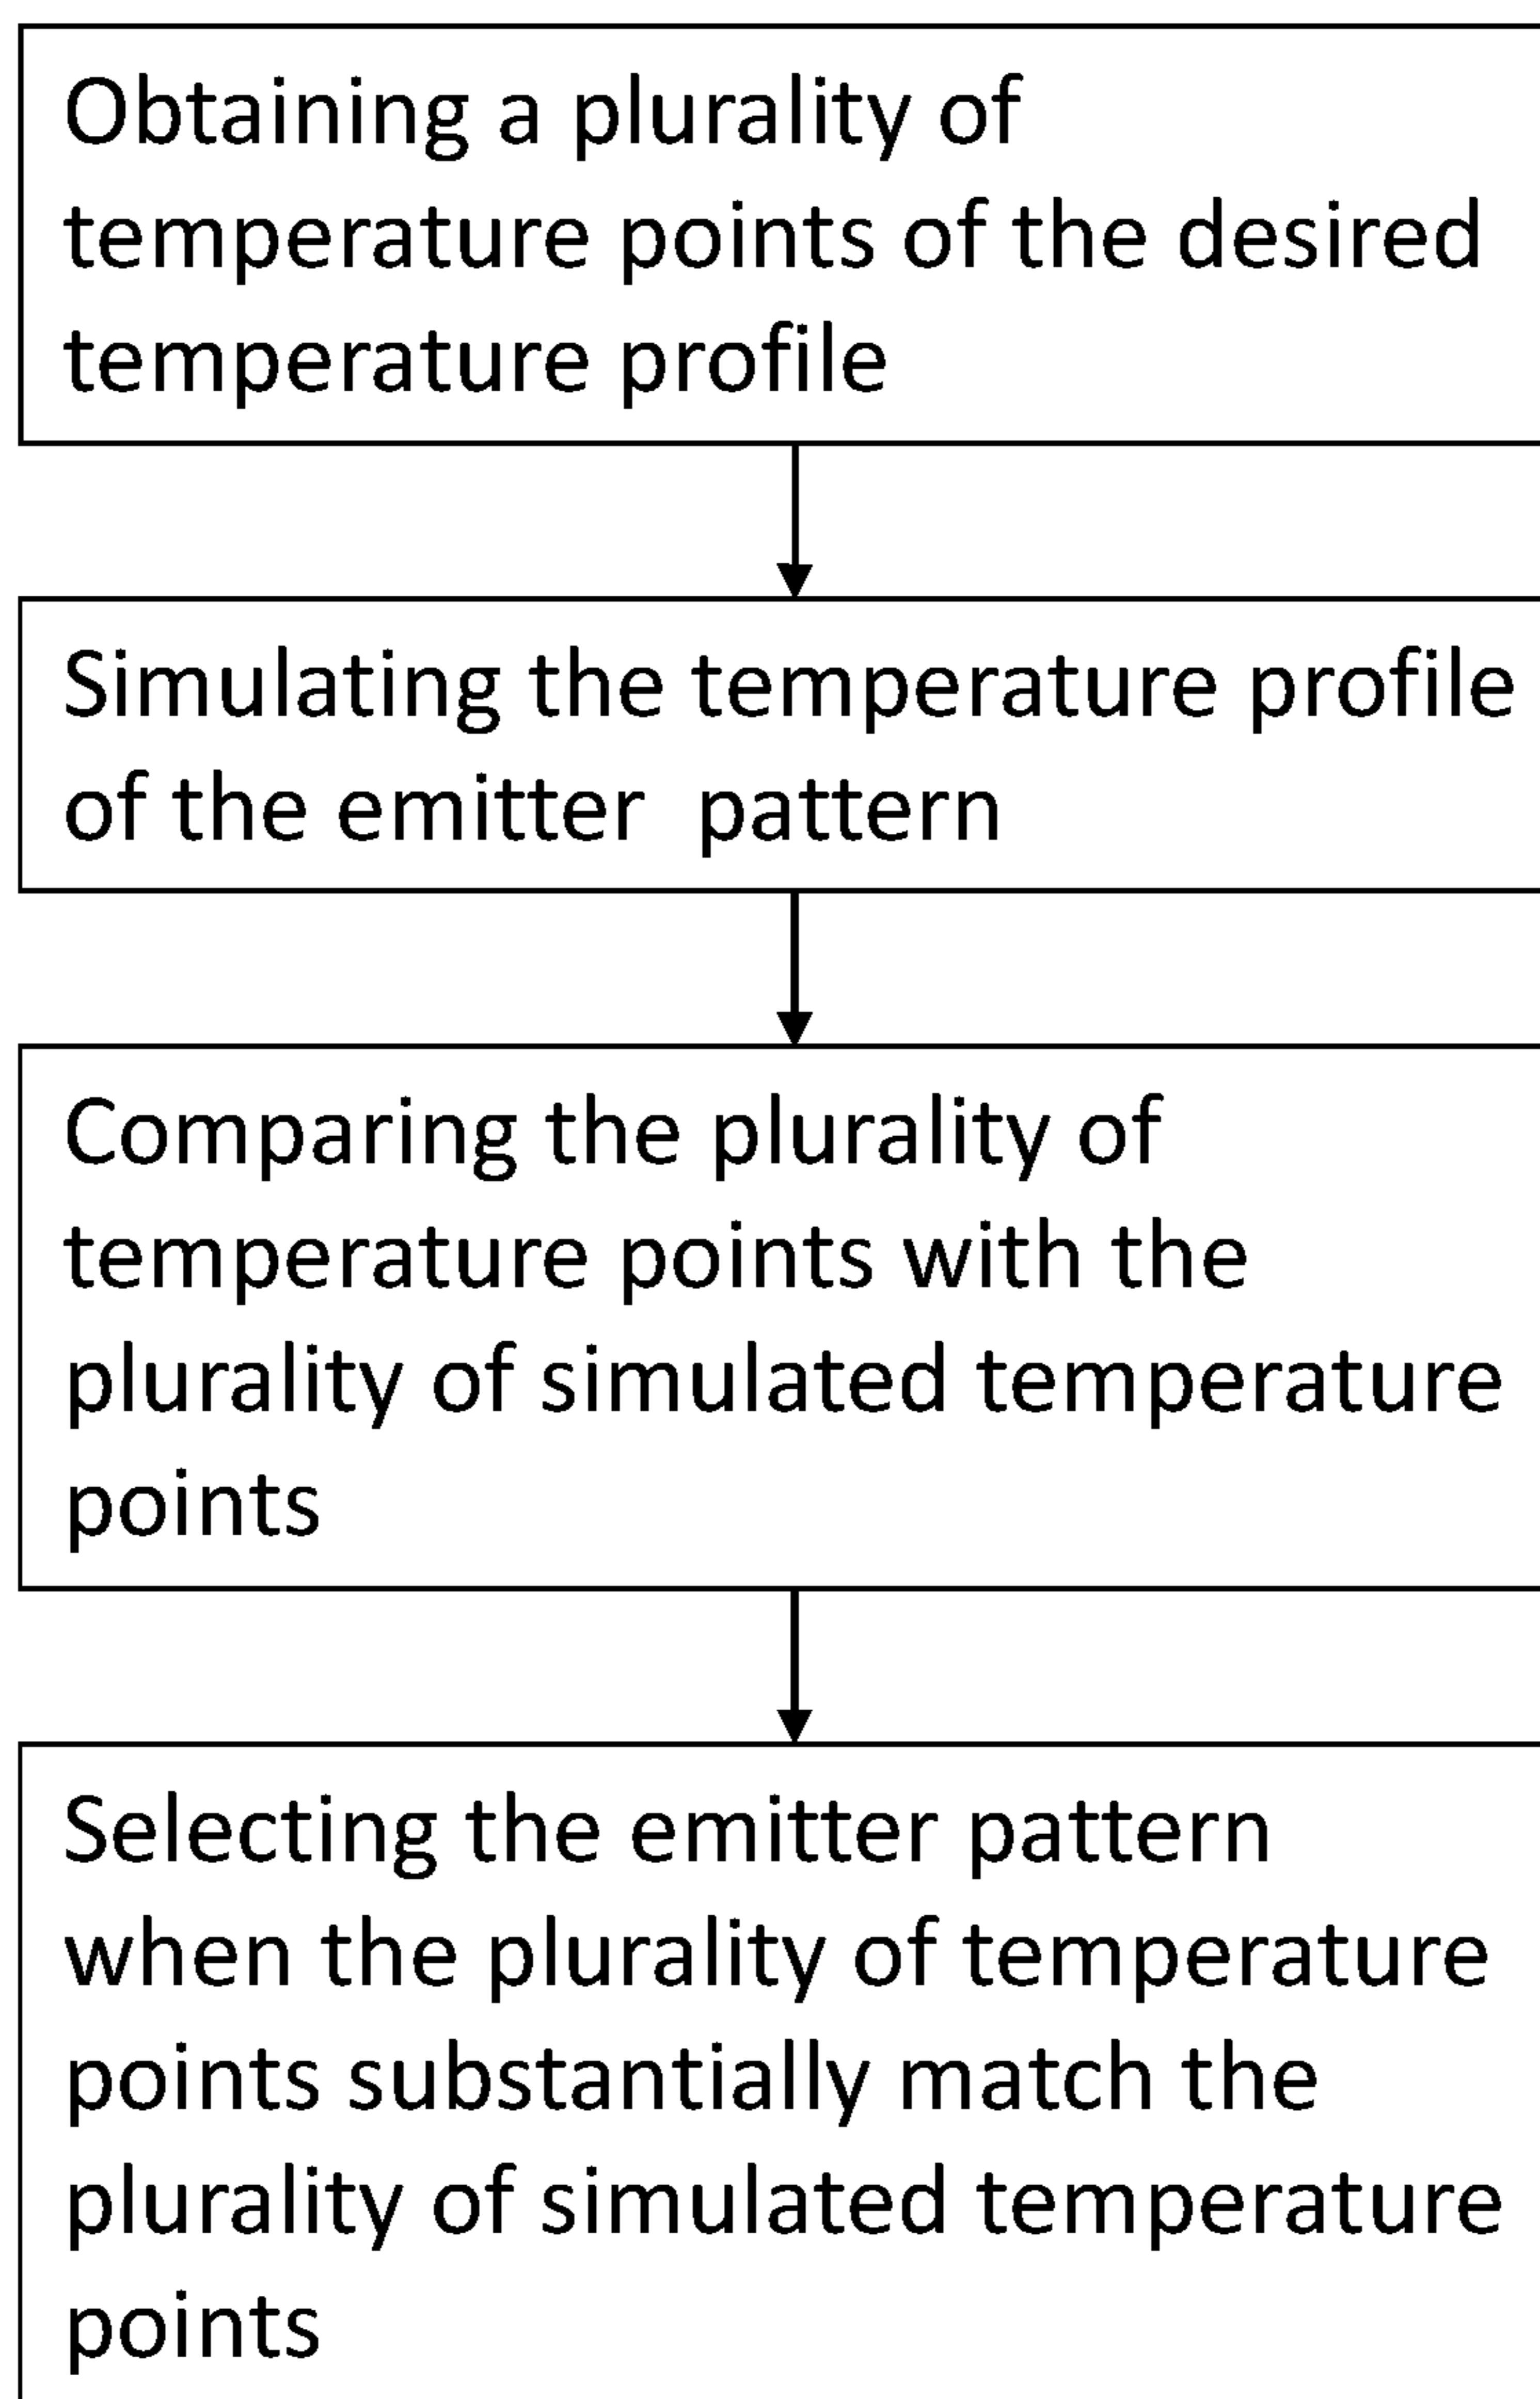 Obtaining a plurality of
temperature points of the desired
temperature profile
Simulating the temperature profile
of the emitter  pattern
Comparing the plurality of
temperature points with the
plurality of simulated temperature
points
Selecting the emitter pattern
when the plurality of temperature
points substantially match the
plurality of simulated temperature
points